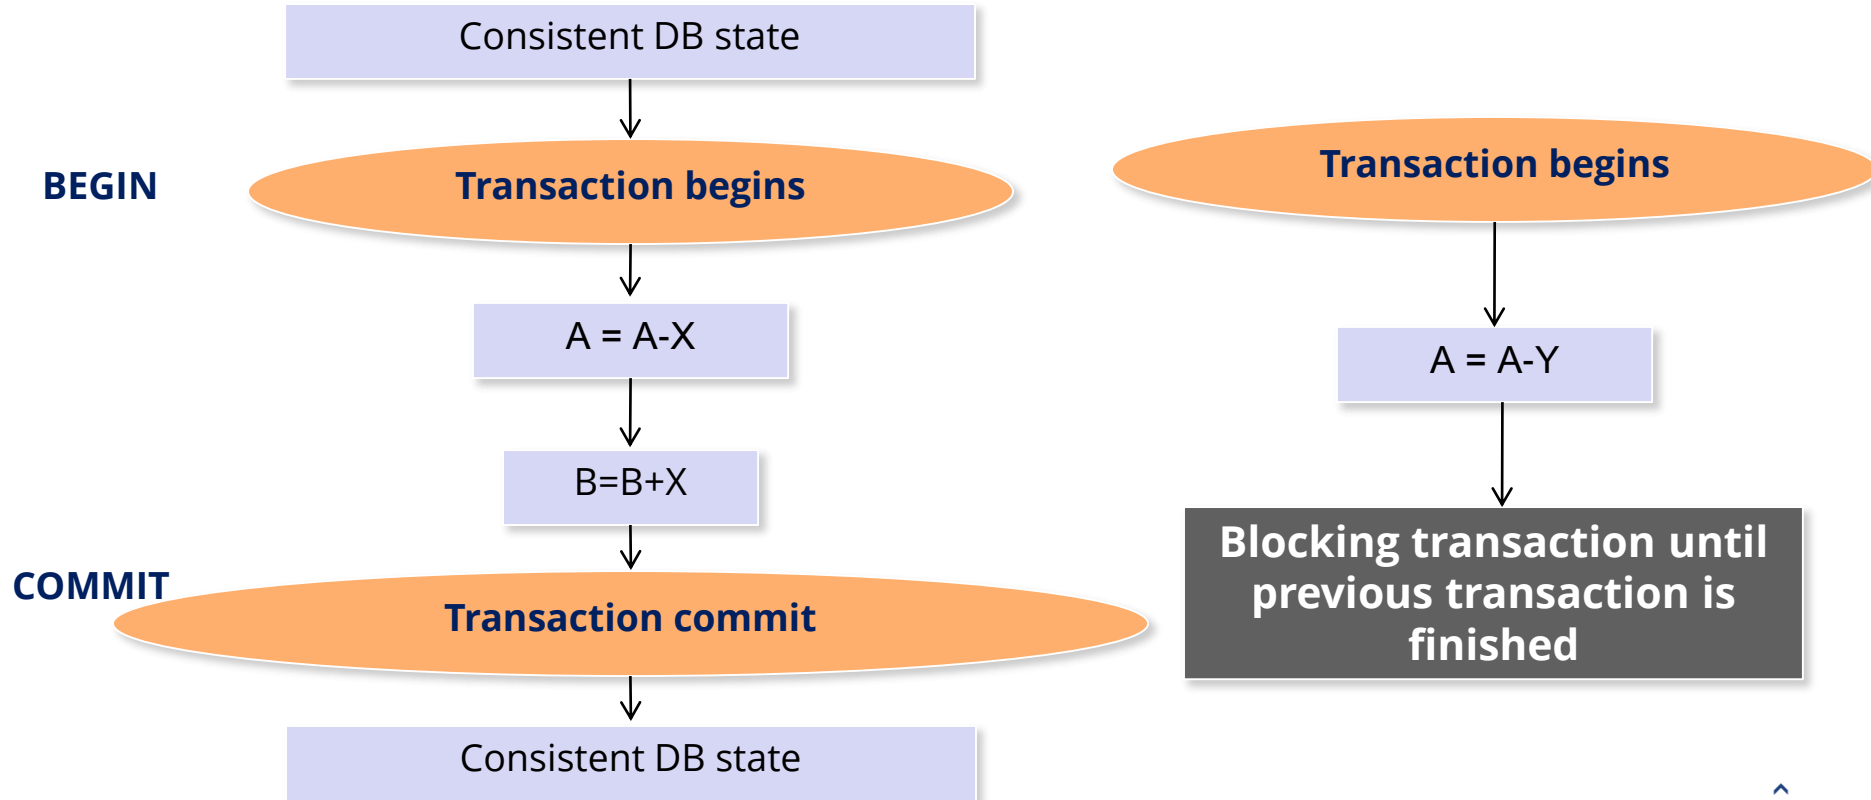 Consistent DB state
BEGIN
Transaction begins
A = A-X
B=B+X
COMMIT
Transaction commit
Consistent DB state
Transaction begins
A = A-Y
Blocking transaction until
previous transaction is
finished